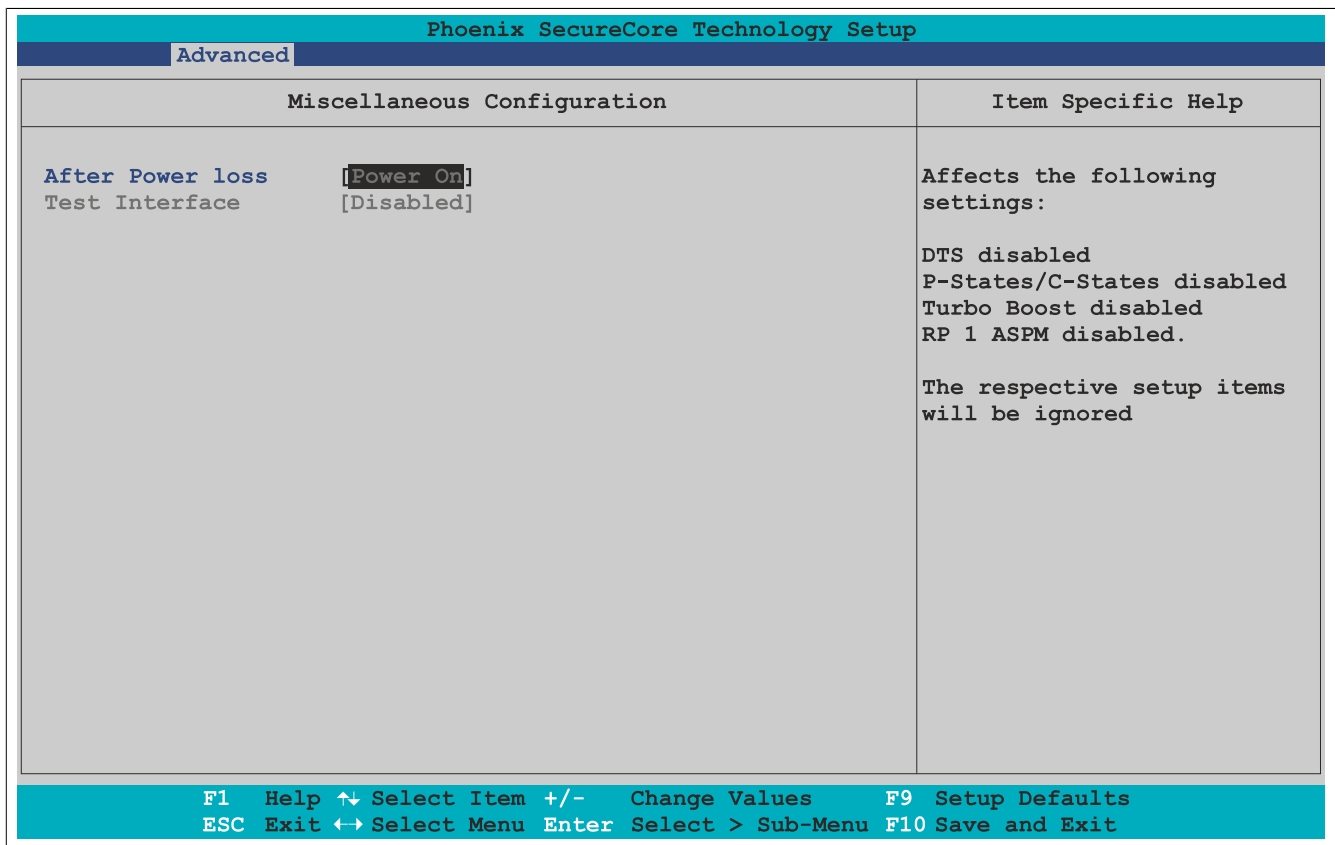 Phoenix SecureCore Technology Setup
Advanced
Miscellaneous Configuration
Item Specific Help
After Power loss [Power On]
Test Interface [Disabled]
Affects the following
settings:
DTS disabled
P-States/C-States disabled
Turbo Boost disabled
RP 1 ASPM disabled.
The respective setup items
will be ignored
F1 Help ↑↓ Select Item +/- Change Values F9 Setup Defaults
ESC Exit ←→ Select Menu Enter Select > Sub-Menu F10 Save and Exit